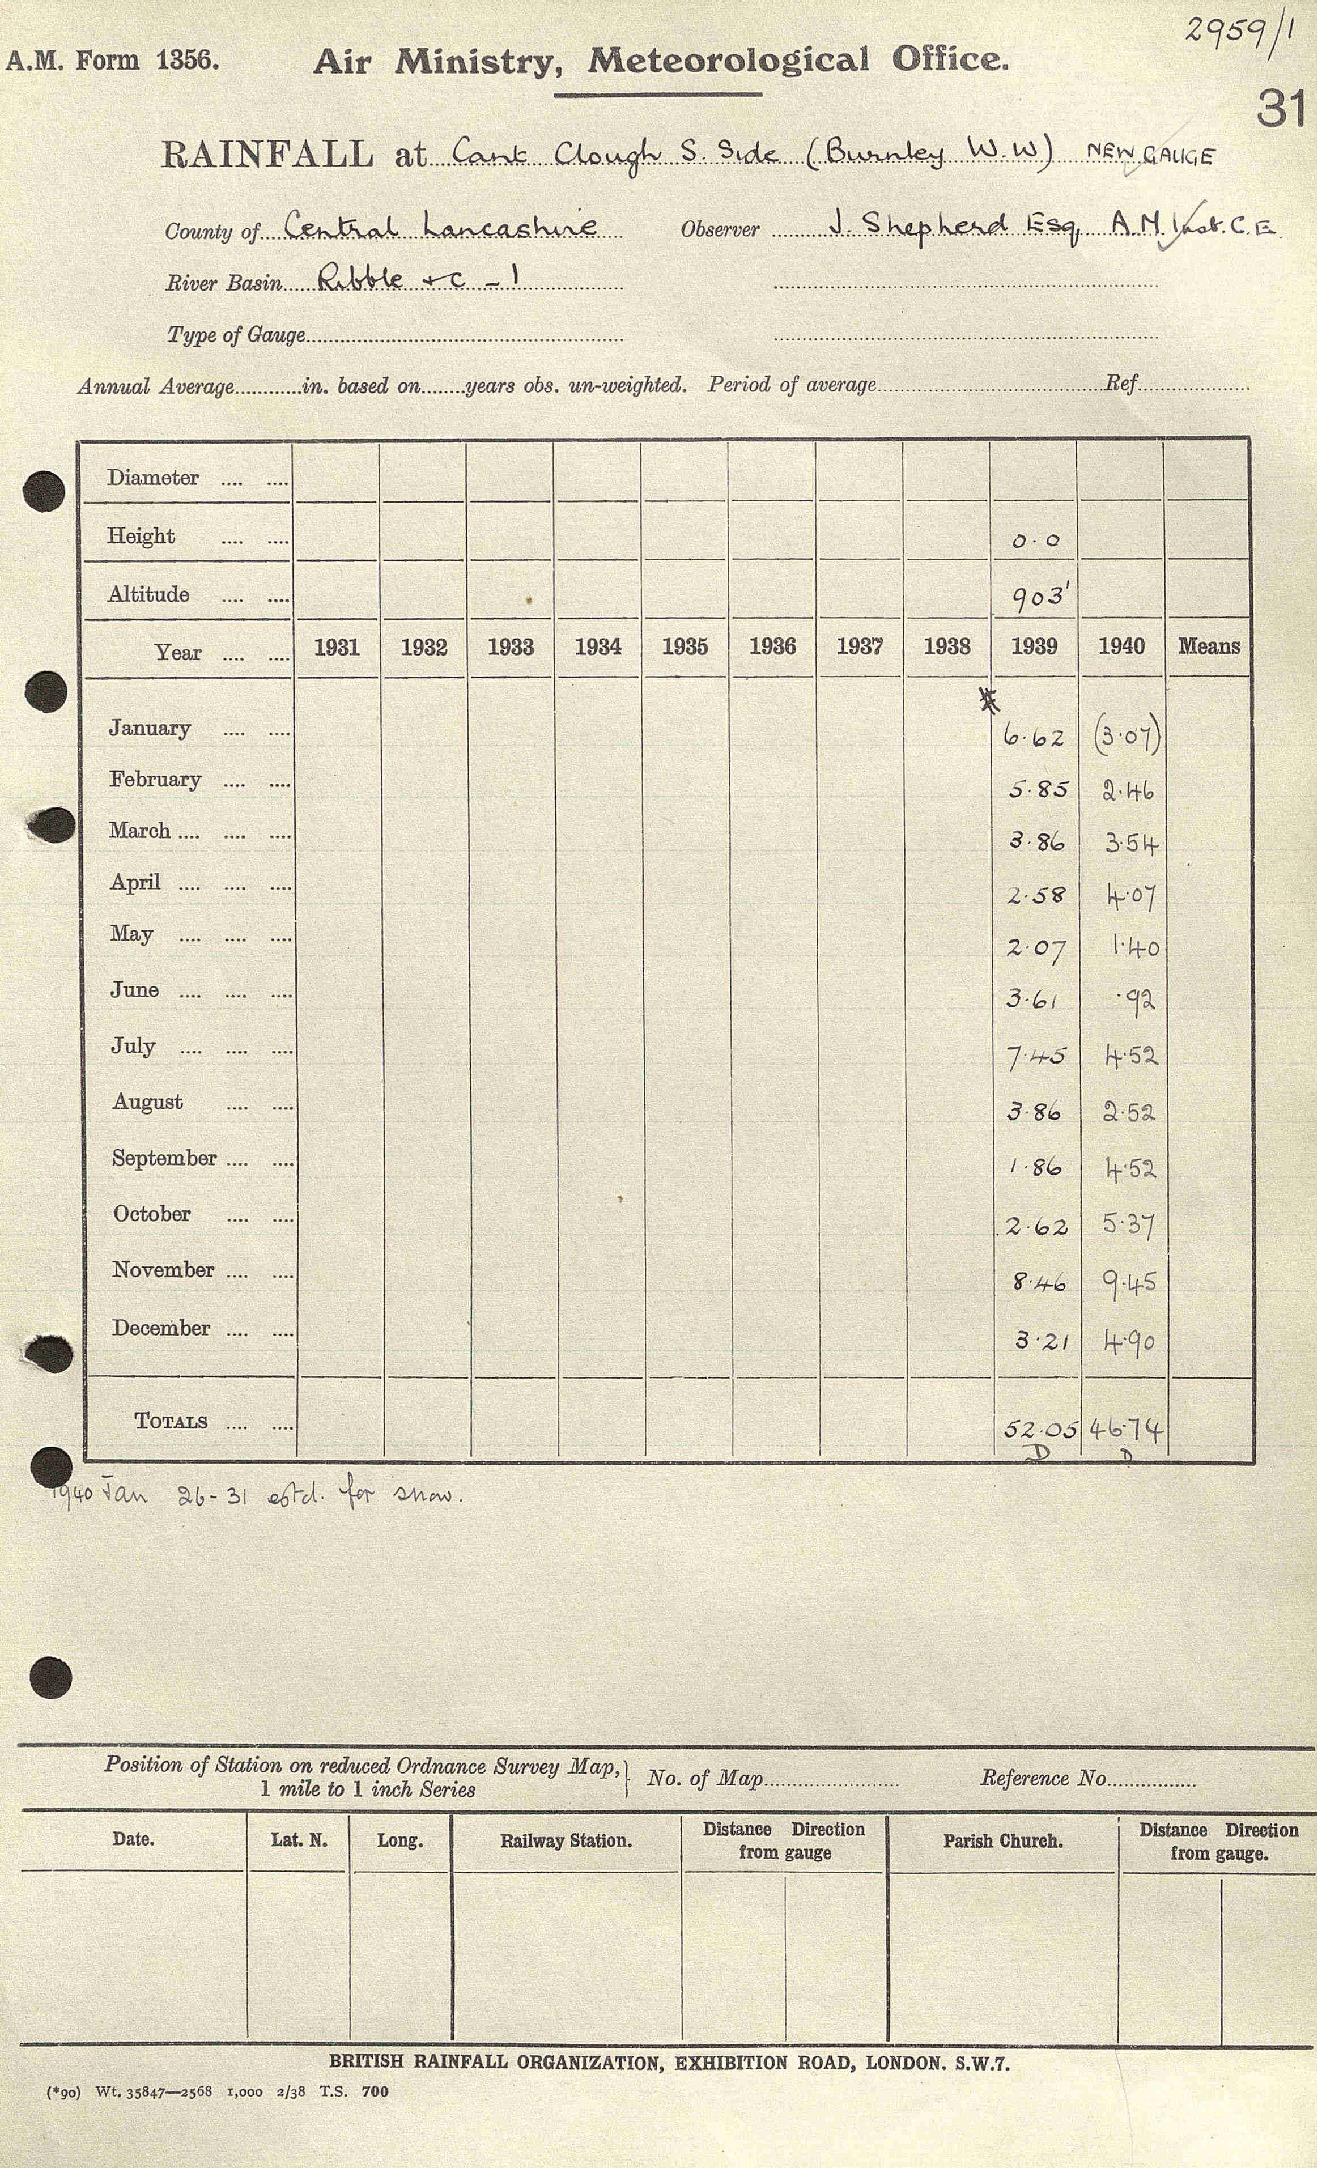 2959/1
A.M. Form 1356. Air Ministry, Meteorological Office.
31
RAINFALL at Cant Clough S. Side (Burnley W.W) NEW GAUGE
County of Central Lancashire Observer J. Shepherd Esq. A.M.Inst.C.E.
River Basin Ribble &c - 1
Type of Gauge
Annual Average in. based on years obs. un-weighted. Period of average Ref
Diameter
Height 0.0
Altitude 903'
Year 1931 1932 1933 1934 1935 1936 1937 1938 1939 1940 Means
January 6.62 (3.07)
February 5.85 2.46
March 3.86 3.54
April 2.58 4.07
May 2.07 1.40
June 3.61 .92
July 7.45 4.52
August 3.86 2.52
September 1.86 4.52
October 2.62 5.37
November 8.46 9.45
December 3.21 4.90
TOTALS 52.05 46.74
D D
1940 Jan 26-31 estd. for snow.
Position of Station on reduced Ordnance Survey Map, No. of Map Reference No.
1 mile to 1 inch Series
Date. Lat. N. Long. Railway Station. Distance Direction from gauge Parish Church. Distance Direction from gauge.
BRITISH RAINFALL ORGANIZATION, EXHIBITION ROAD, LONDON. S.W.7.
(*90) Wt. 35847—2568 1,000 2/38 T.S. 700